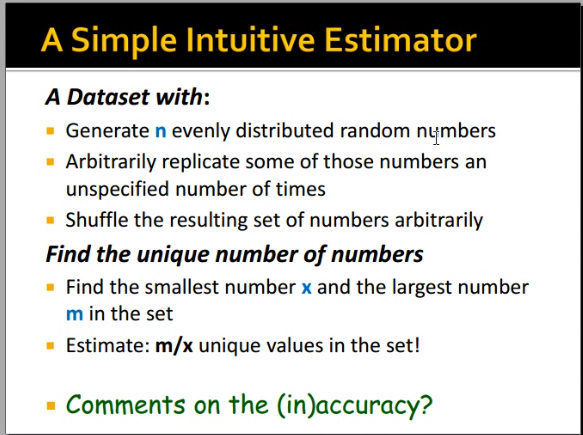 A Simple Intuitive Estimator
A Dataset with:
▪ Generate n evenly distributed random numbers
▪ Arbitrarily replicate some of those numbers an
unspecified number of times
▪ Shuffle the resulting set of numbers arbitrarily
Find the unique number of numbers
▪ Find the smallest number x and the largest number
m in the set
▪ Estimate: m/x unique values in the set!
▪ Comments on the (in)accuracy?